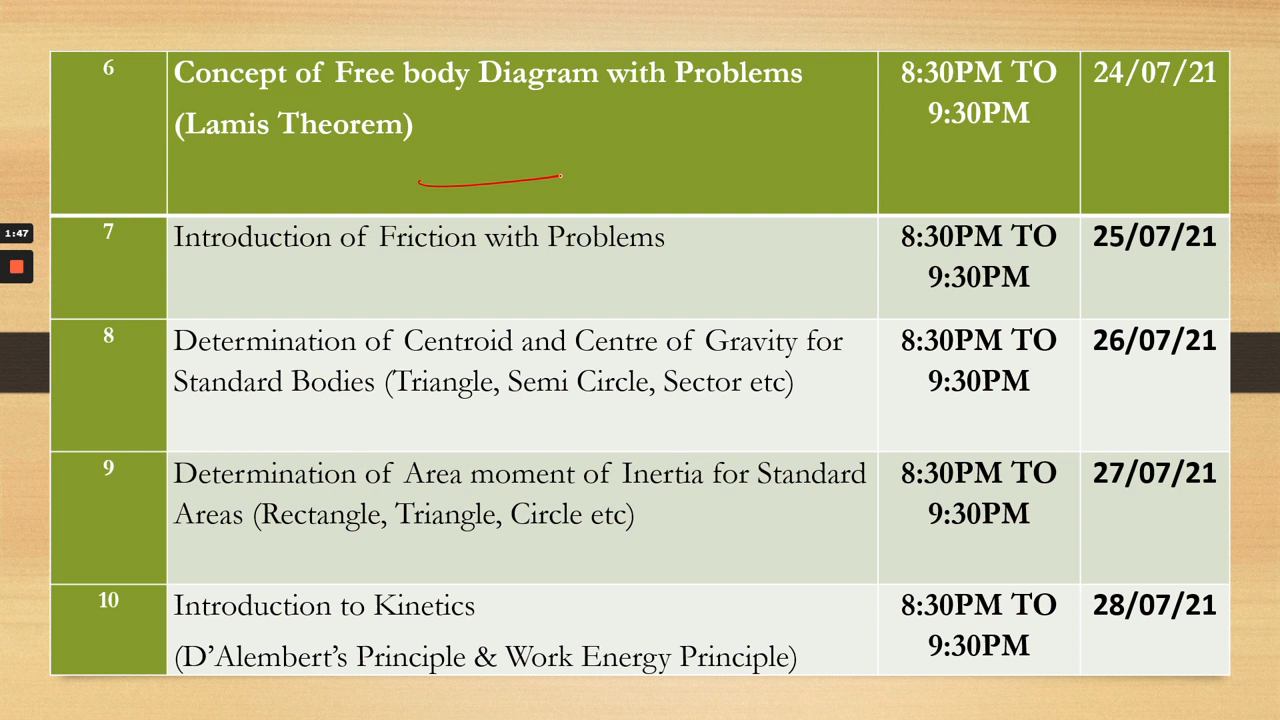 6
Concept of Free body Diagram with Problems
(Lamis Theorem)
8:30PM TO
9:30PM
24/07/21
1:47
7
Introduction of Friction with Problems
8:30PM TO
9:30PM
25/07/21
8
Determination of Centroid and Centre of Gravity for
Standard Bodies (Triangle, Semi Circle, Sector etc)
8:30PM TO
9:30PM
26/07/21
9
Determination of Area moment of Inertia for Standard
Areas (Rectangle, Triangle, Circle etc)
8:30PM TO
9:30PM
27/07/21
10
Introduction to Kinetics
(D’Alembert’s Principle & Work Energy Principle)
8:30PM TO
9:30PM
28/07/21